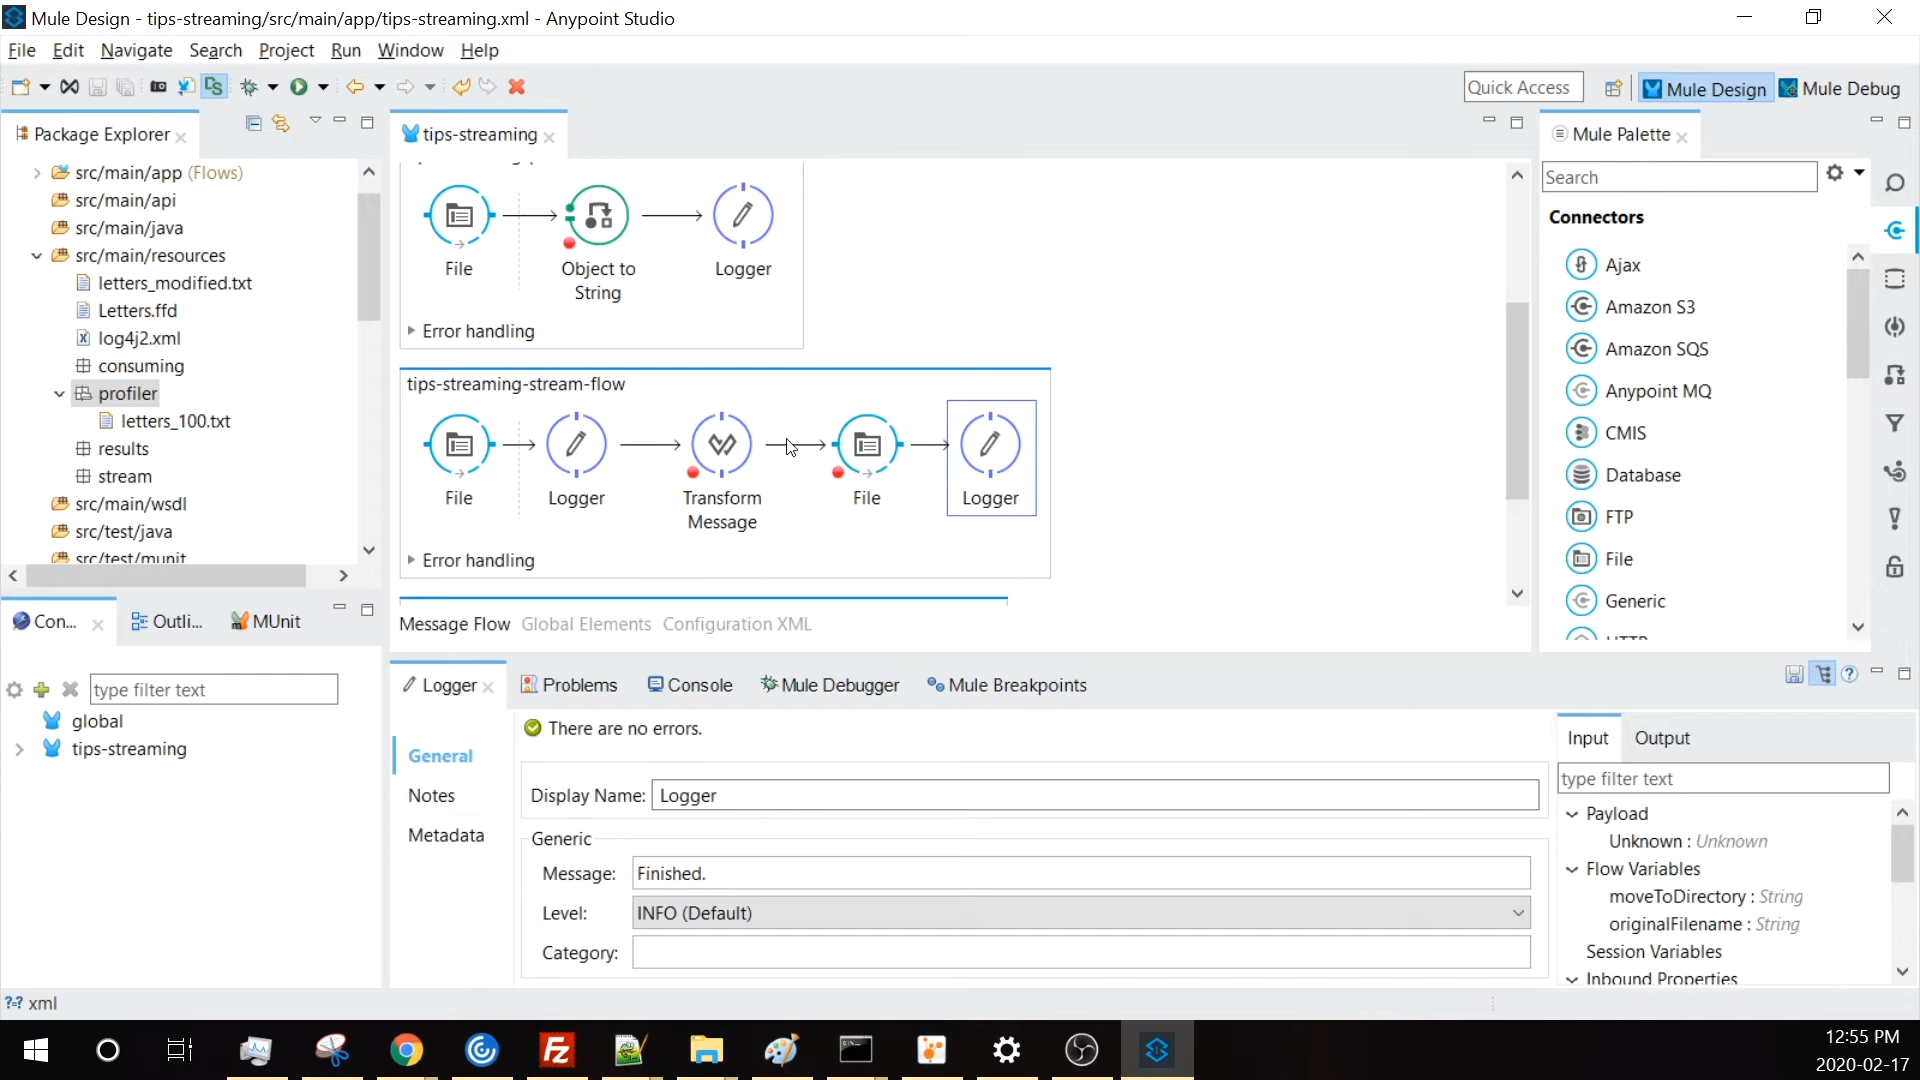 Mule Design - tips-streaming/src/main/app/tips-streaming.xml - Anypoint Studio
File Edit Navigate Search Project Run Window Help
Quick Access
Mule Design
Mule Debug
Package Explorer
src/main/app (Flows)
src/main/api
src/main/java
src/main/resources
letters_modified.txt
Letters.ffd
log4j2.xml
consuming
profiler
letters_100.txt
results
stream
src/main/wsdl
src/test/java
src/test/munit
tips-streaming
File
Object to
String
Logger
Error handling
tips-streaming-stream-flow
File
Logger
Transform
Message
File
Logger
Error handling
Message Flow Global Elements Configuration XML
Mule Palette
Search
Connectors
Ajax
Amazon S3
Amazon SQS
Anypoint MQ
CMIS
Database
FTP
File
Generic
HTTP
Con...
Outli...
MUnit
type filter text
global
tips-streaming
Logger
Problems
Console
Mule Debugger
Mule Breakpoints
There are no errors.
General
Notes
Metadata
Display Name: Logger
Generic
Message: Finished.
Level: INFO (Default)
Category:
Input
Output
type filter text
Payload
Unknown : Unknown
Flow Variables
moveToDirectory : String
originalFilename : String
Session Variables
Inbound Properties
xml
12:55 PM
2020-02-17